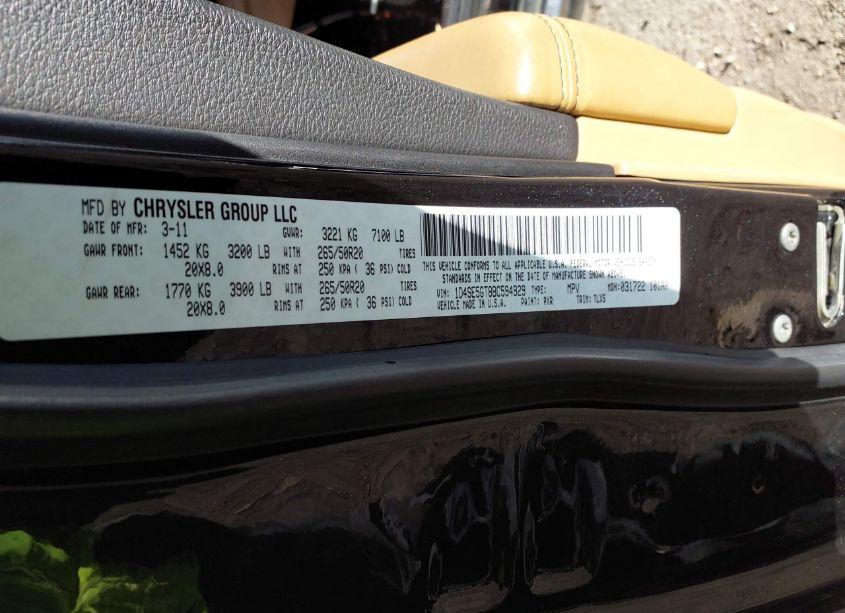 MFD BY CHRYSLER GROUP LLC
DATE OF MFR: 3-11 GVWR: 3221 KG 7100 LB
GAWR FRONT: 1452 KG 3200 LB WITH 265/50R20 TIRES
20X8.0 RIMS AT 250 KPA ( 36 PSI) COLD
GAWR REAR: 1770 KG 3900 LB WITH 265/50R20 TIRES
20X8.0 RIMS AT 250 KPA ( 36 PSI) COLD
THIS VEHICLE CONFORMS TO ALL APPLICABLE U.S.A. FEDERAL MOTOR VEHICLE SAFETY
STANDARDS IN EFFECT ON THE DATE OF MANUFACTURE SHOWN ABOVE.
VIN: 1D4SE5GT8BC594929 TYPE: MPV MDH: 031722 101AH
VEHICLE MADE IN U.S.A. PAINT: PXR TRIM: TLX5